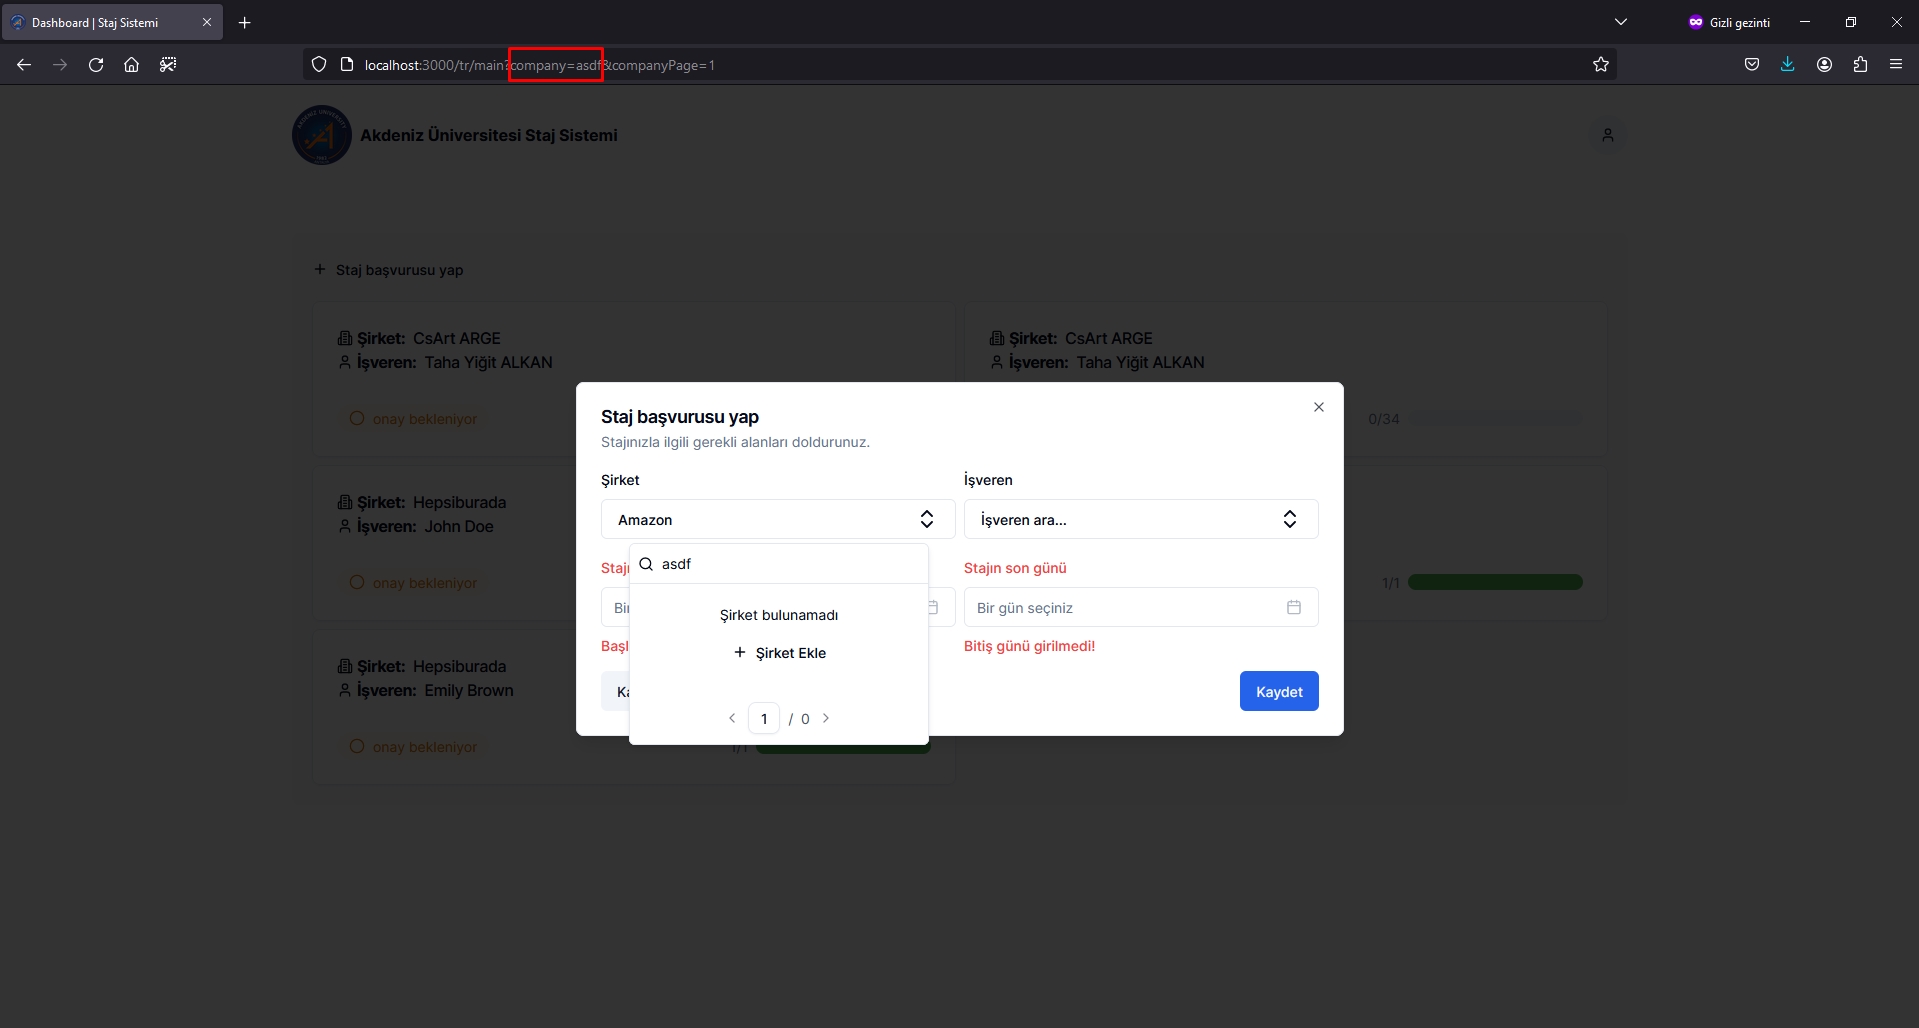 Dashboard | Staj Sistemi
Gizli gezinti
localhost:3000/tr/main?company=asdf&companyPage=1
Akdeniz Üniversitesi Staj Sistemi
Staj başvurusu yap
Şirket: CsArt ARGE
İşveren: Taha Yiğit ALKAN
onay bekleniyor
Şirket: CsArt ARGE
İşveren: Taha Yiğit ALKAN
0/34
Şirket: Hepsiburada
İşveren: John Doe
onay bekleniyor
1/1
Şirket: Hepsiburada
İşveren: Emily Brown
onay bekleniyor
1/1
Staj başvurusu yap
Stajınızla ilgili gerekli alanları doldurunuz.
Şirket
Amazon
İşveren
İşveren ara...
asdf
Şirket bulunamadı
Şirket Ekle
1 / 0
Stajın son günü
Bir gün seçiniz
Bitiş günü girilmedi!
Kaydet